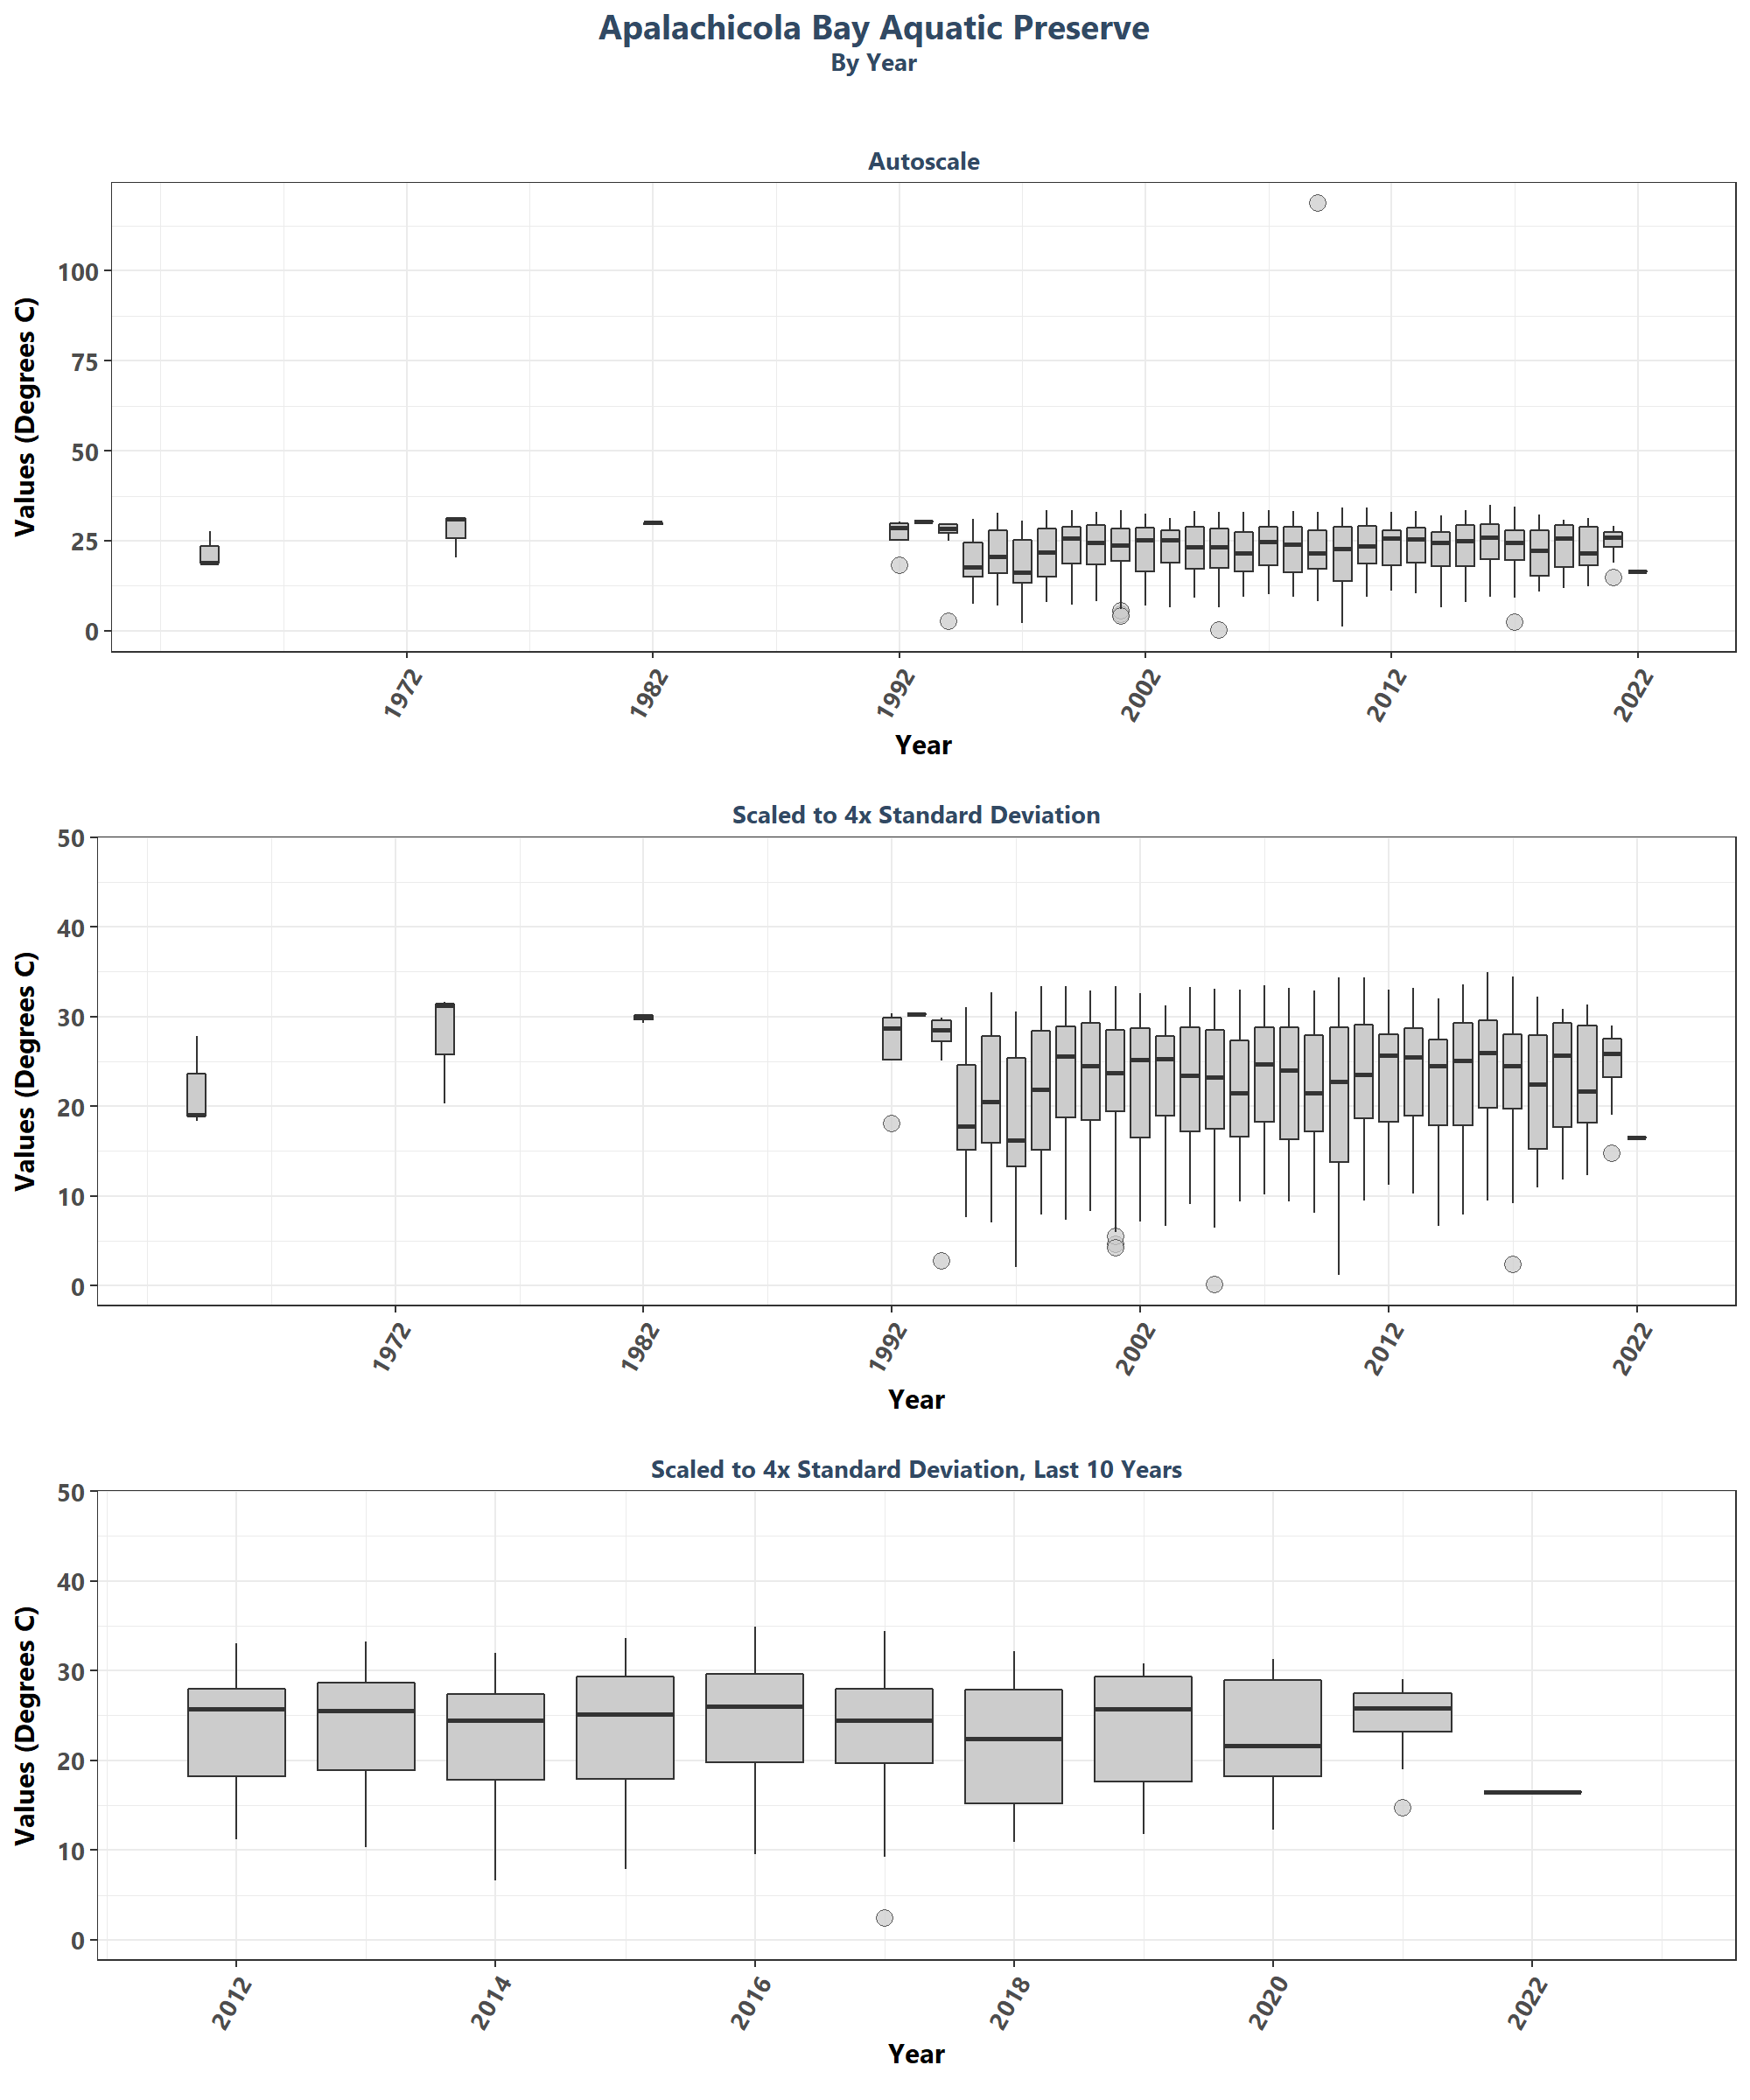 Apalachicola Bay Aquatic Preserve
By Year
Autoscale
Values (Degrees C)
100
75
50
25
0
1972 1982 1992 2002 2012 2022
Year
Scaled to 4x Standard Deviation
Values (Degrees C)
50
40
30
20
10
0
1972 1982 1992 2002 2012 2022
Year
Scaled to 4x Standard Deviation, Last 10 Years
Values (Degrees C)
50
40
30
20
10
0
2012 2014 2016 2018 2020 2022
Year